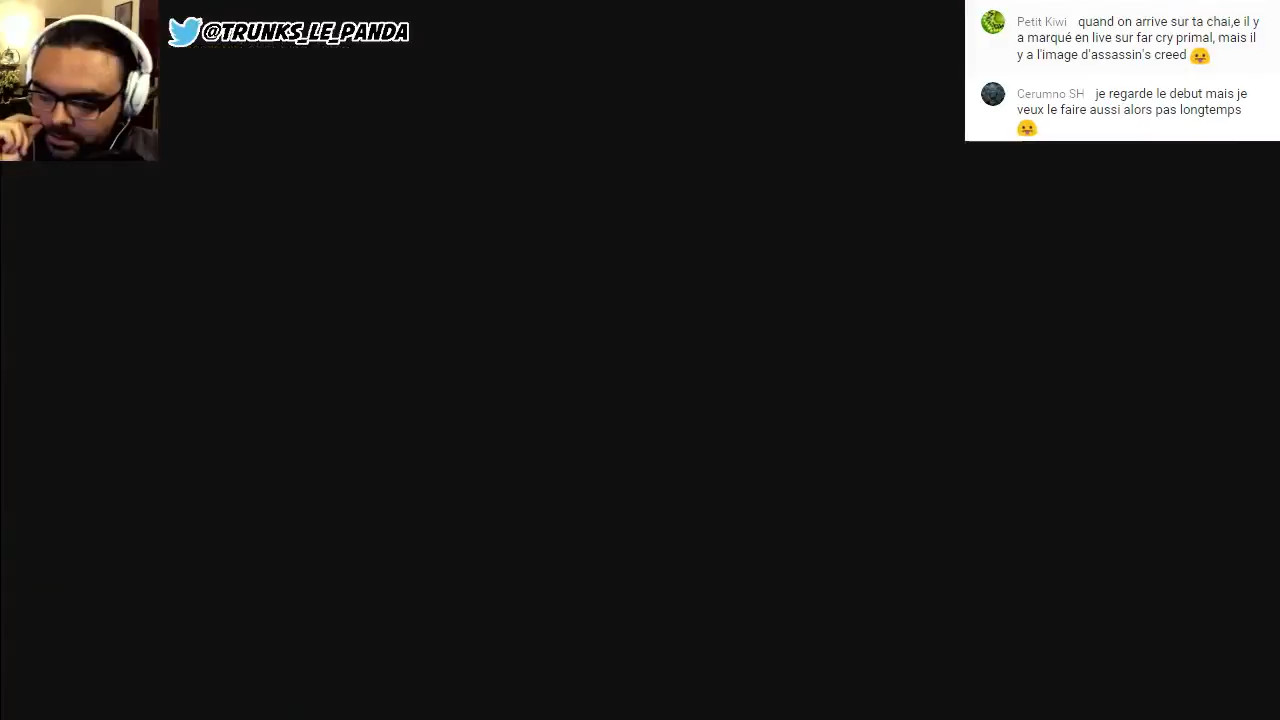 @TRUNKS_LE_PANDA
Petit Kiwi quand on arrive sur ta chai,e il y
a marqué en live sur far cry primal, mais il
y a l'image d'assassin's creed
Cerumno SH je regarde le debut mais je
veux le faire aussi alors pas longtemps